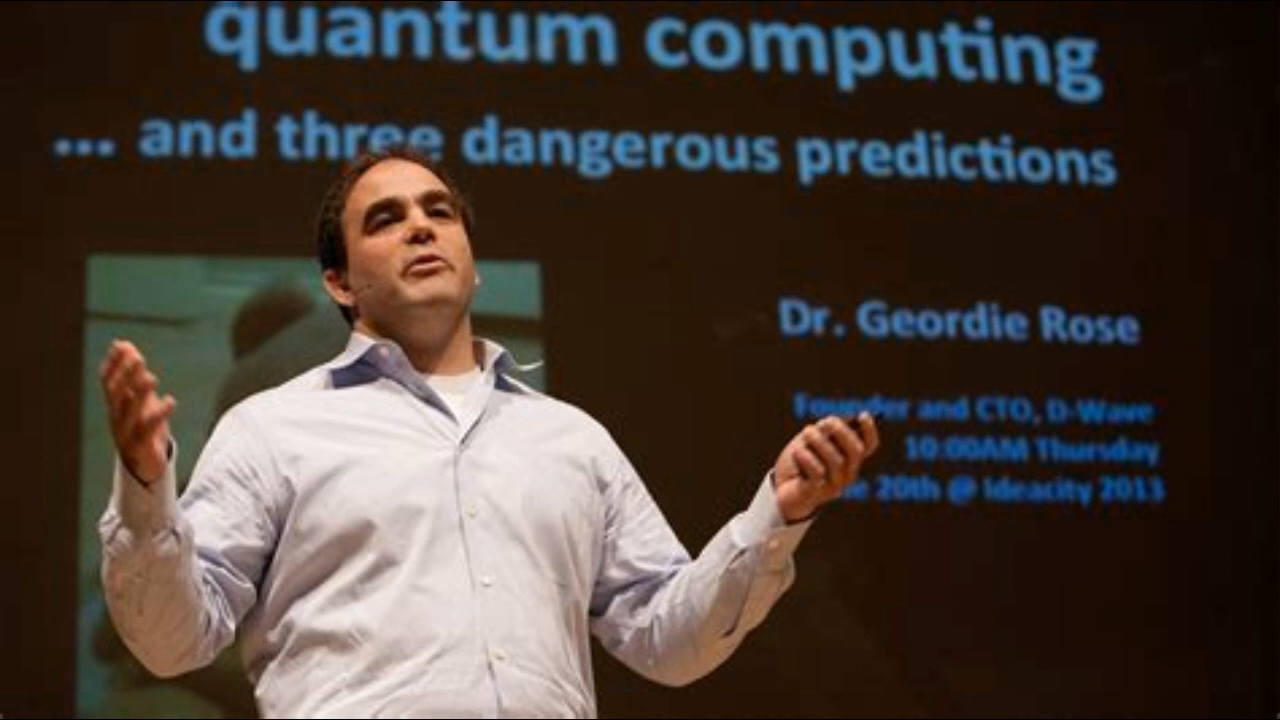 quantum computing
... and three dangerous predictions
Dr. Geordie Rose
Founder and CTO, D-Wave
10:00AM Thursday
20th @ Ideacity 2013